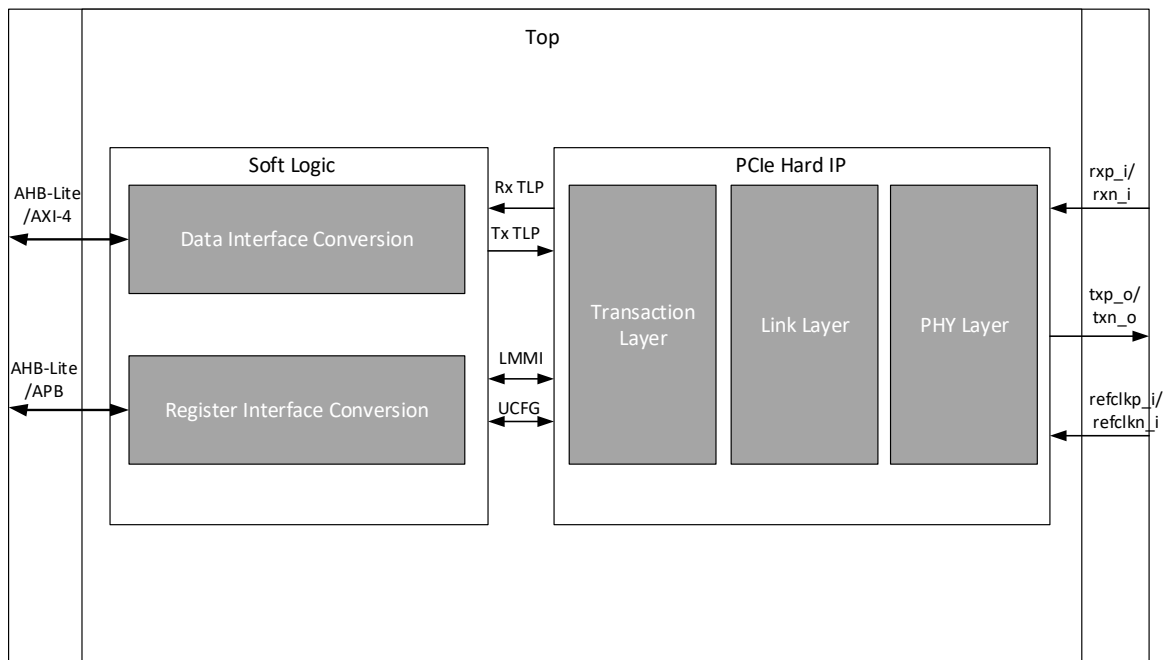 Top
Soft Logic
PCIe Hard IP
AHB-Lite
/AXI-4
Data Interface Conversion
Rx TLP
Tx TLP
Transaction
Layer
Link Layer
PHY Layer
rxp_i/
rxn_i
txp_o/
txn_o
AHB-Lite
/APB
Register Interface Conversion
LMMI
UCFG
refclkp_i/
refclkn_i